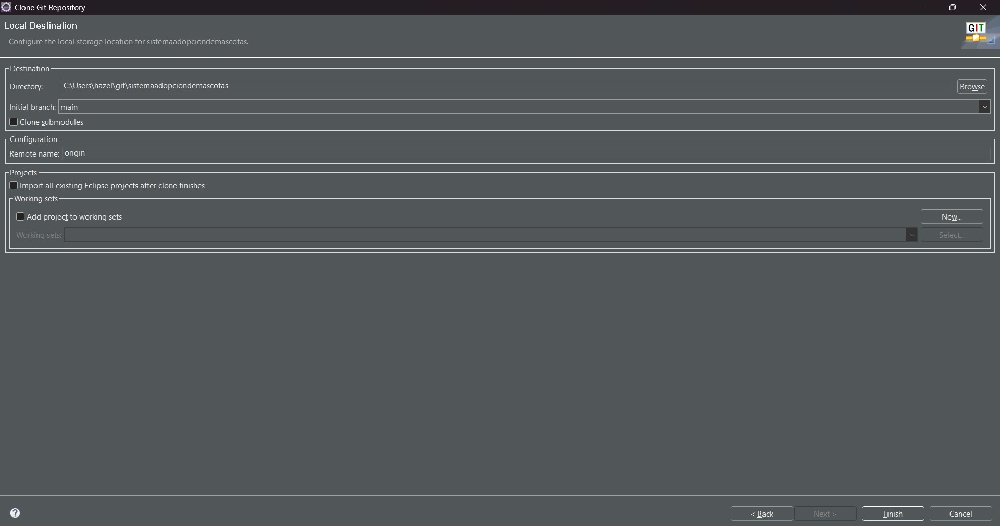 Clone Git Repository
Local Destination
Configure the local storage location for sistemaadopciondemascotas.
GIT
Destination
Directory: C:\Users\hazel\git\sistemaadopciondemascotas Browse
Initial branch: main
Clone submodules
Configuration
Remote name: origin
Projects
Import all existing Eclipse projects after clone finishes
Working sets
Add project to working sets New...
Working sets: Select...
? < Back Next > Finish Cancel